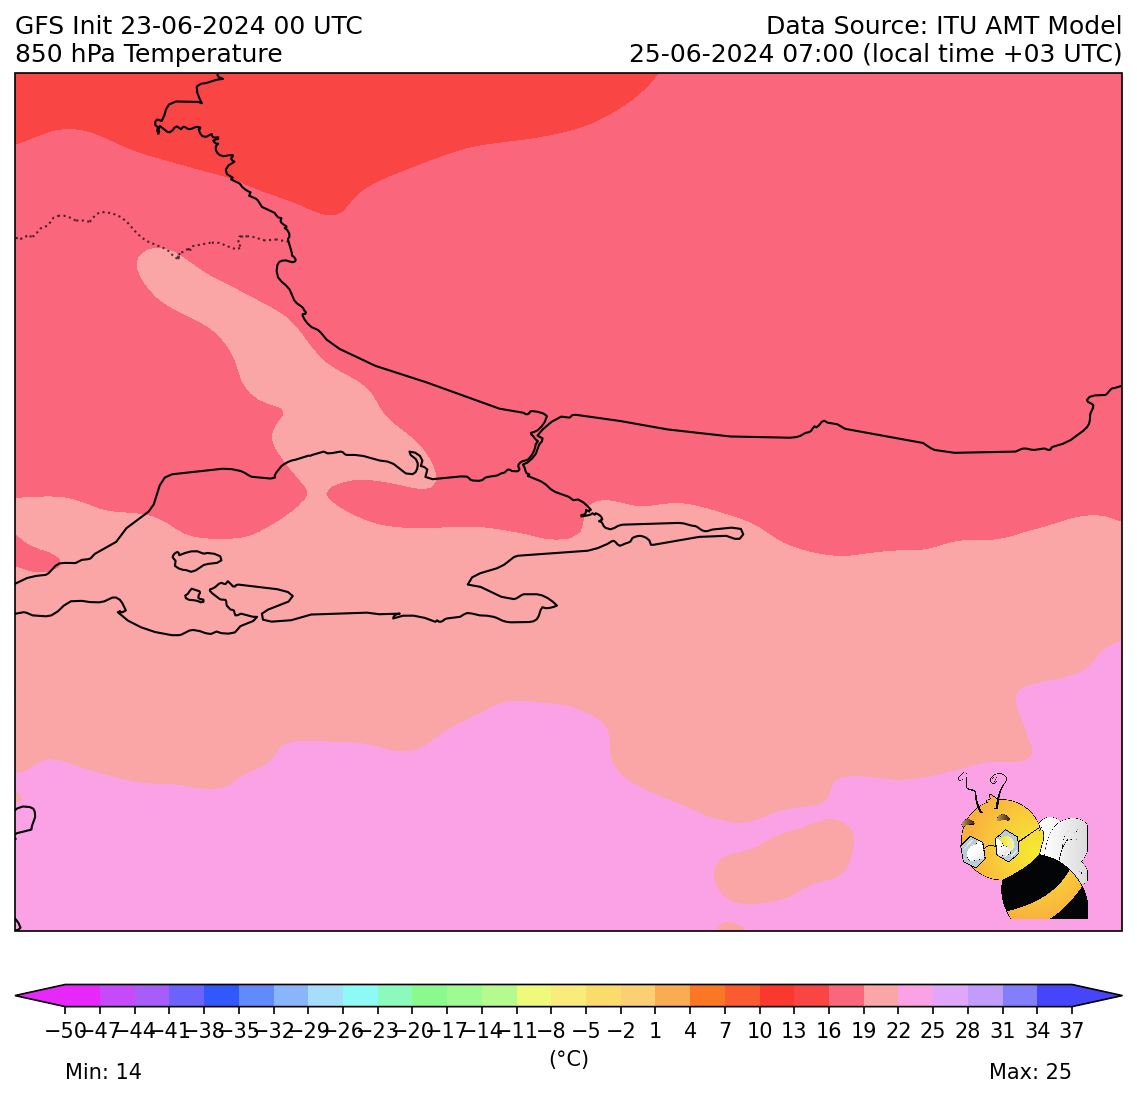 GFS Init 23-06-2024 00 UTC
Data Source: ITU AMT Model
850 hPa Temperature
25-06-2024 07:00 (local time +03 UTC)
−50 −47 −44 −41 −38 −35 −32 −29 −26 −23 −20 −17 −14 −11 −8 −5 −2 1 4 7 10 13 16 19 22 25 28 31 34 37
(°C)
Min: 14
Max: 25